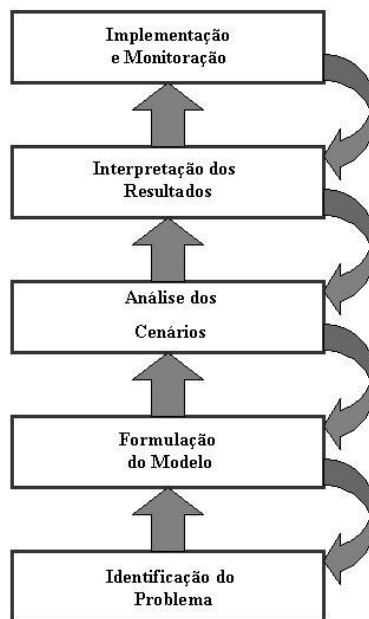 Implementação
e Monitoração
Interpretação dos
Resultados
Análise dos
Cenários
Formulação
do Modelo
Identificação do
Problema